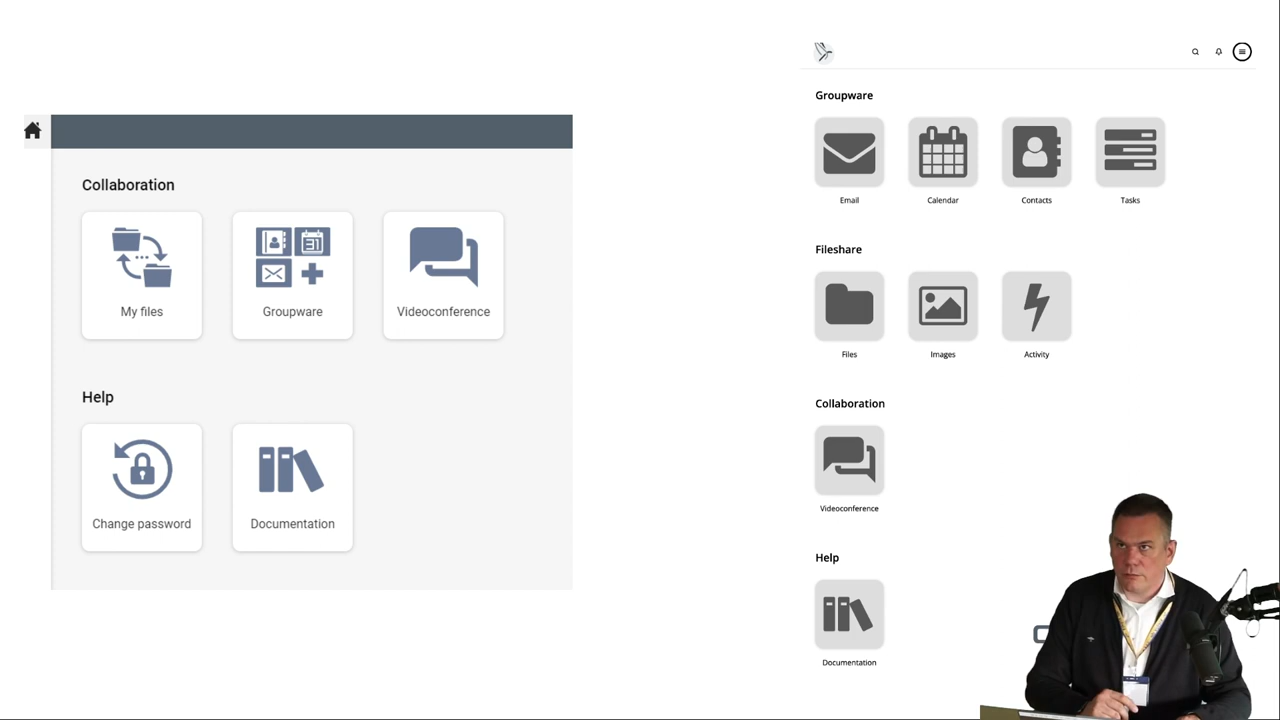 Collaboration
My files
31
Groupware
Videoconference
Help
Change password
Documentation
Groupware
Email
Calendar
Contacts
Tasks
Fileshare
Files
Images
Activity
Collaboration
Videoconference
Help
Documentation